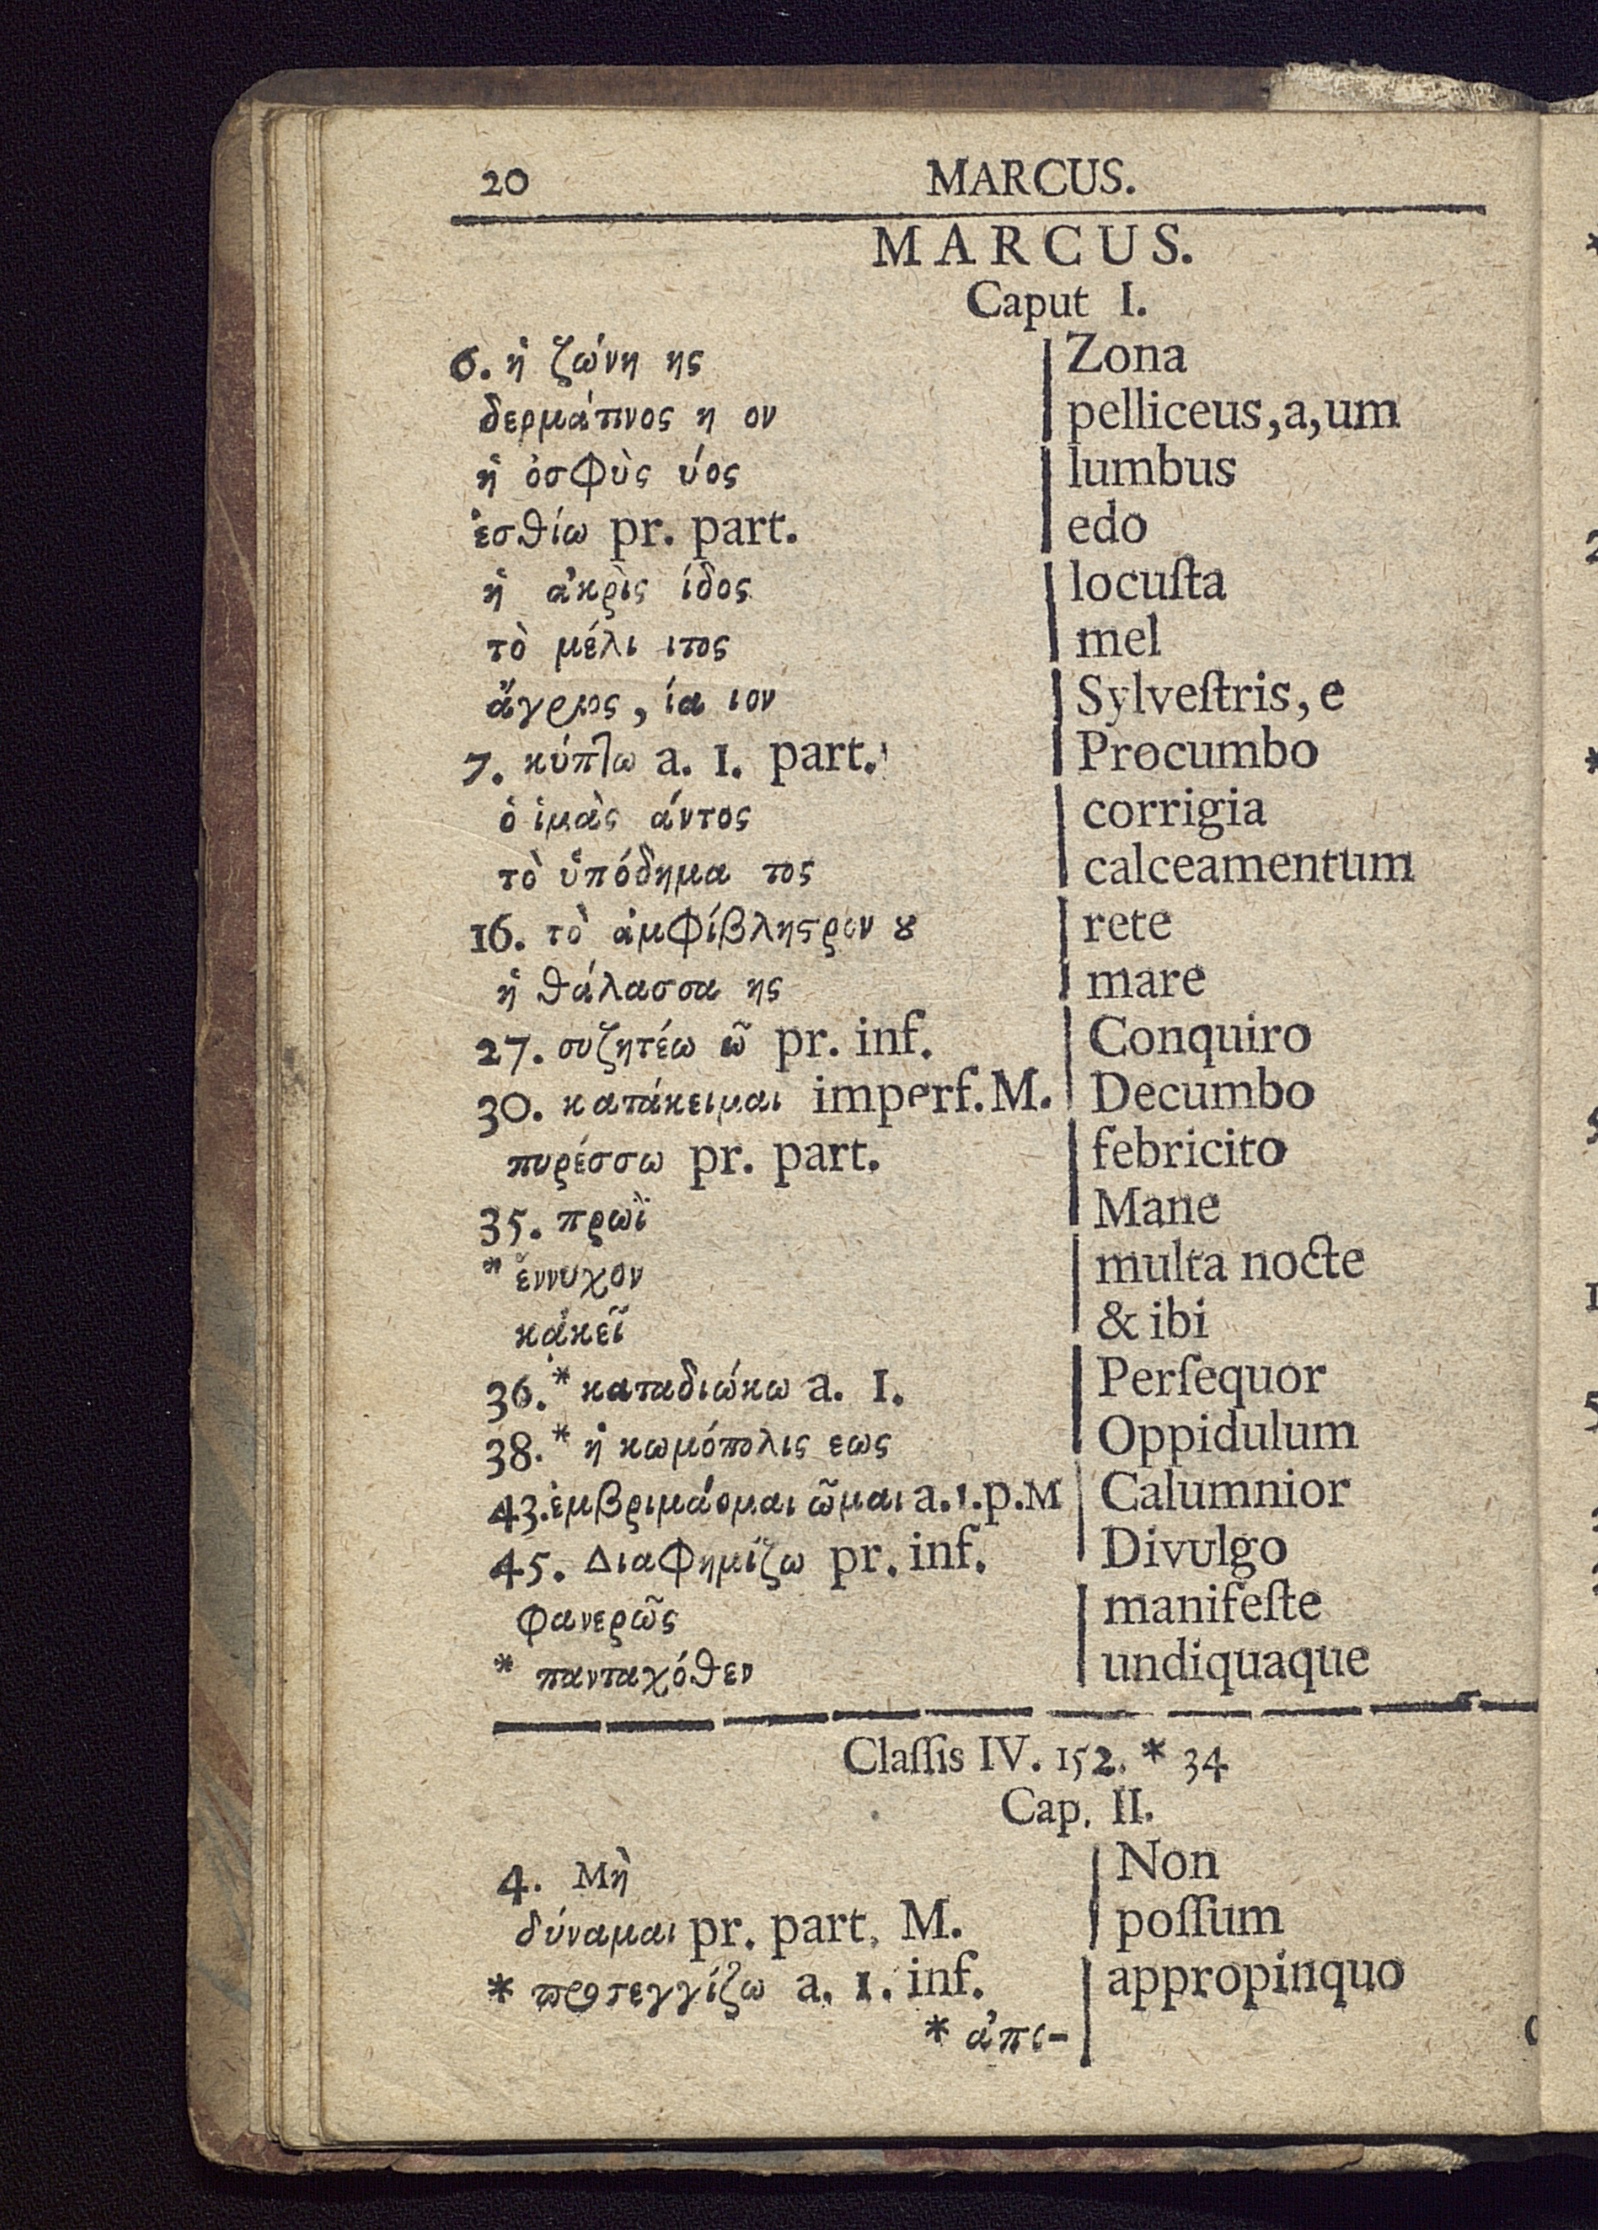 20 MARCUS.
MARCUS.
Caput I.
6. ἡ ζώνη ης | Zona
δερμάτινος η ον | pelliceus, a, um
ἡ ὀσφὺς ύος | lumbus
ἐσθίω pr. part. | edo
ἡ ἀκρὶς ίδος | locuſta
τὸ μέλι ιτος | mel
ἄγριος, ία ιον | Sylveſtris, e
7. κύπτω a. 1. part. | Procumbo
ὁ ἱμὰς άντος | corrigia
τὸ ὑπόδημα τος | calceamentum
16. τὸ ἀμφίβληϛρον ȣ | rete
ἡ θάλασσα ης | mare
27. συζητέω ῶ pr. inf. | Conquiro
30. κατάκειμαι imperf. M. | Decumbo
πυρέσσω pr. part. | febricito
35. πρωῒ | Mane
* ἔννυχον | multa nocte
κἀκεῖ | & ibi
36. * καταδιώκω a. 1. | Perſequor
38. * ἡ κωμόπολις εως | Oppidulum
43. ἐμβριμάομαι ῶμαι a. 1. p. M | Calumnior
45. Διαφημίζω pr. inf. | Divulgo
φανερῶς | manifeſte
* πανταχόθεν | undiquaque
Claſſis IV. 152. * 34
Cap. II.
4. Μὴ | Non
δύναμαι pr. part. M. | poſſum
* προσεγγίζω a. 1. inf. | appropinquo
* ἀπο-